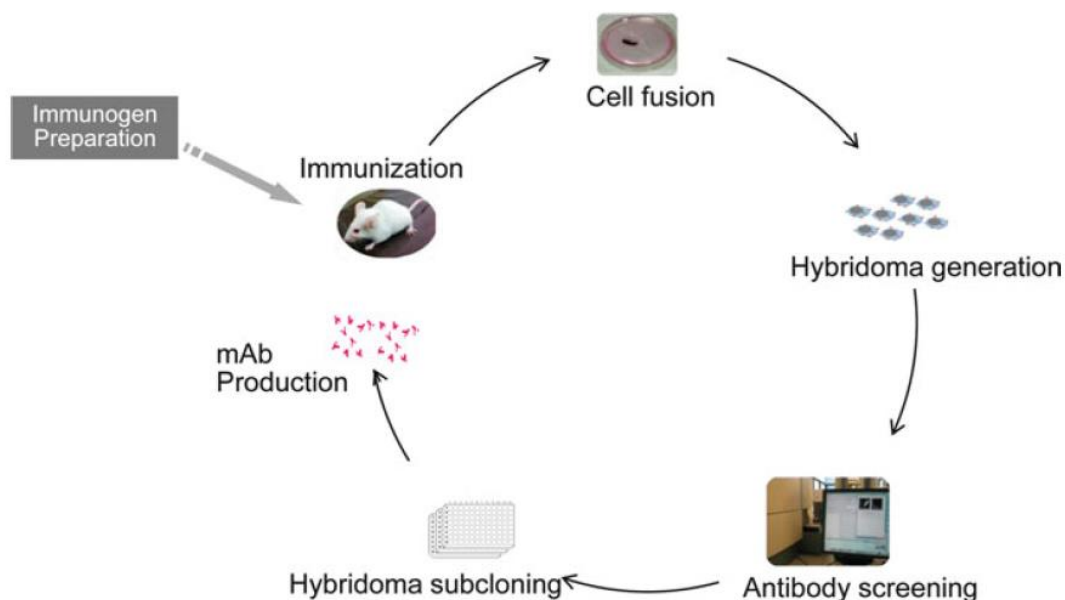 Immunogen
Preparation
Immunization
Cell fusion
Hybridoma generation
Antibody screening
Hybridoma subcloning
mAb
Production